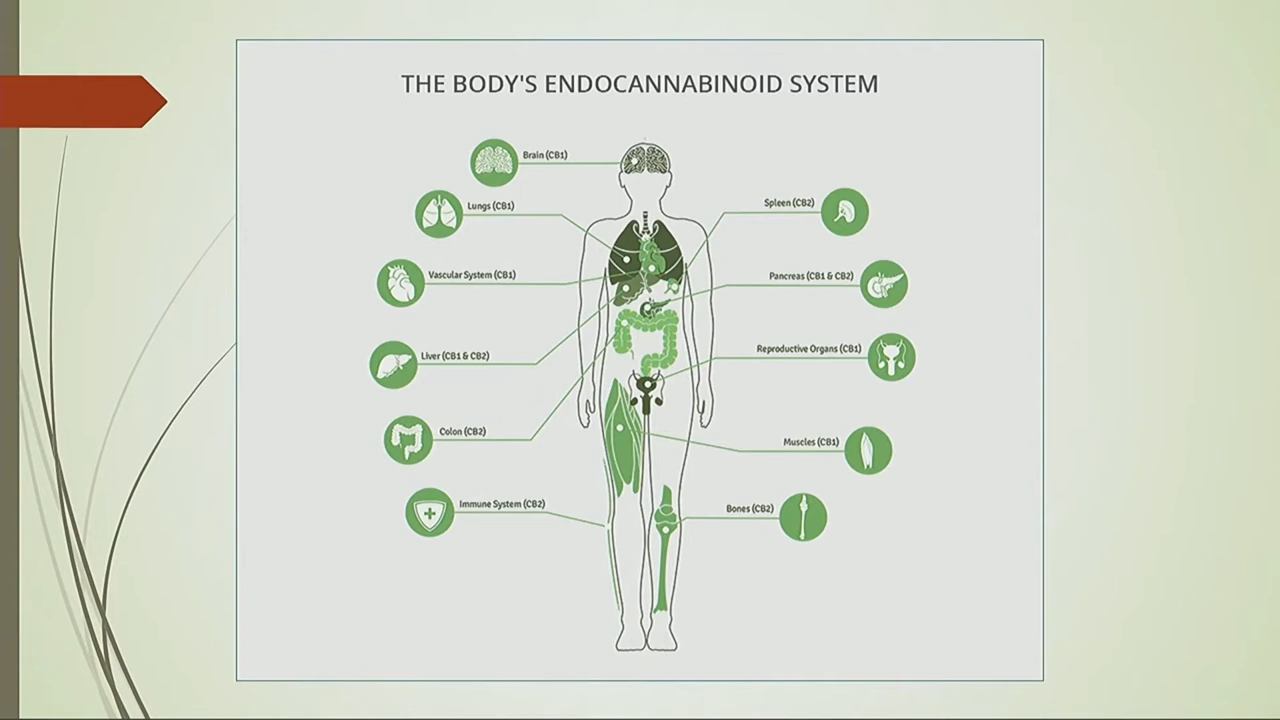 THE BODY'S ENDOCANNABINOID SYSTEM
Brain (CB1)
Lungs (CB1)
Vascular System (CB1)
Liver (CB1 & CB2)
Colon (CB2)
Immune System (CB2)
Spleen (CB2)
Pancreas (CB1 & CB2)
Reproductive Organs (CB1)
Muscles (CB1)
Bones (CB2)